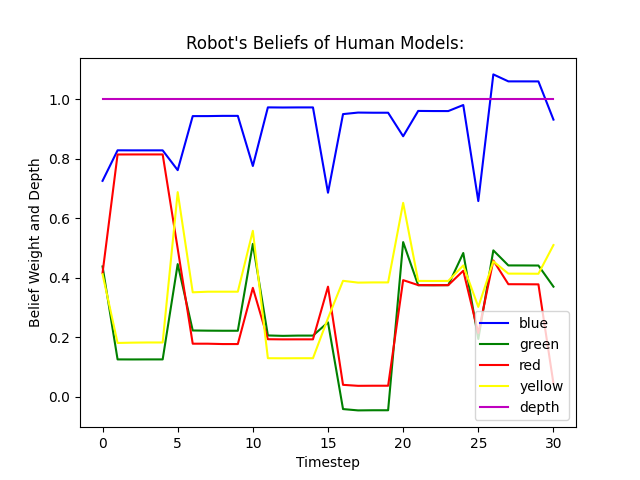 Robot's Beliefs of Human Models:
Belief Weight and Depth
1.0
0.8
0.6
0.4
0.2
0.0
blue
green
red
yellow
depth
0 5 10 15 20 25 30
Timestep